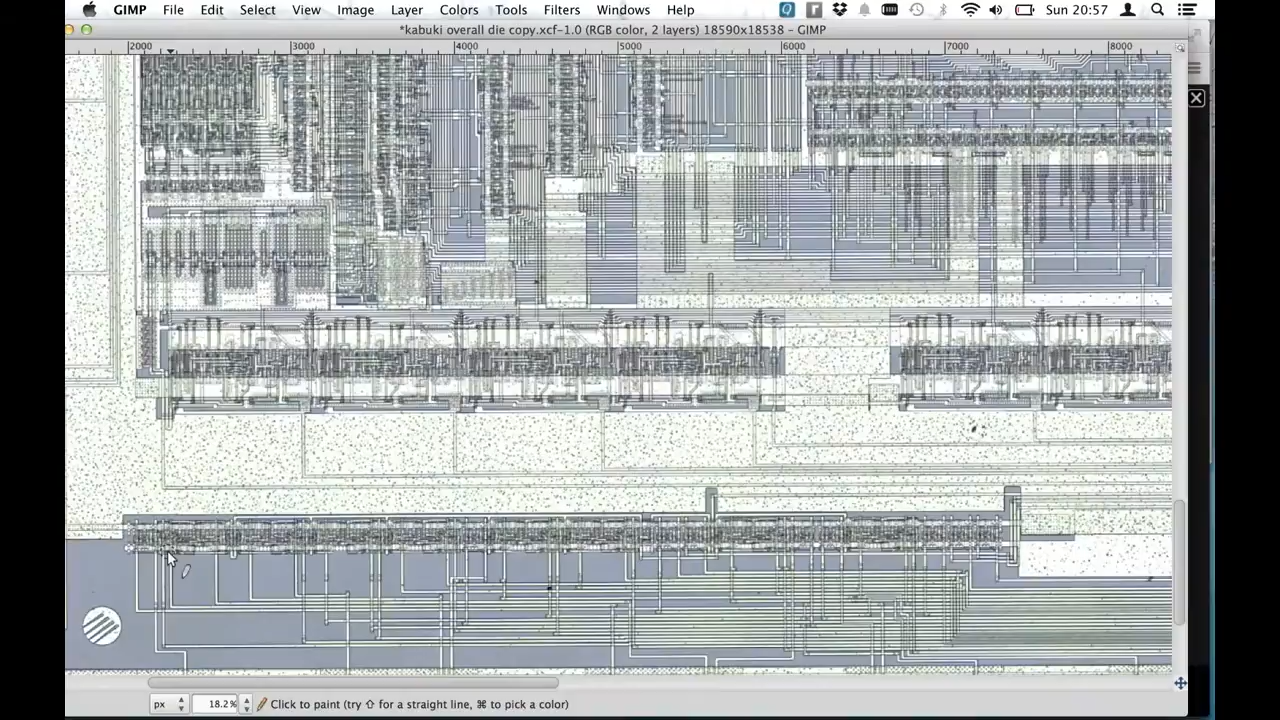 GIMP File Edit Select View Image Layer Colors Tools Filters Windows Help Sun 20:57
*kabuki overall die copy.xcf-1.0 (RGB color, 2 layers) 18590x18538 – GIMP
2000 3000 4000 5000 6000 7000 8000
px 18.2% Click to paint (try ⇧ for a straight line, ⌘ to pick a color)